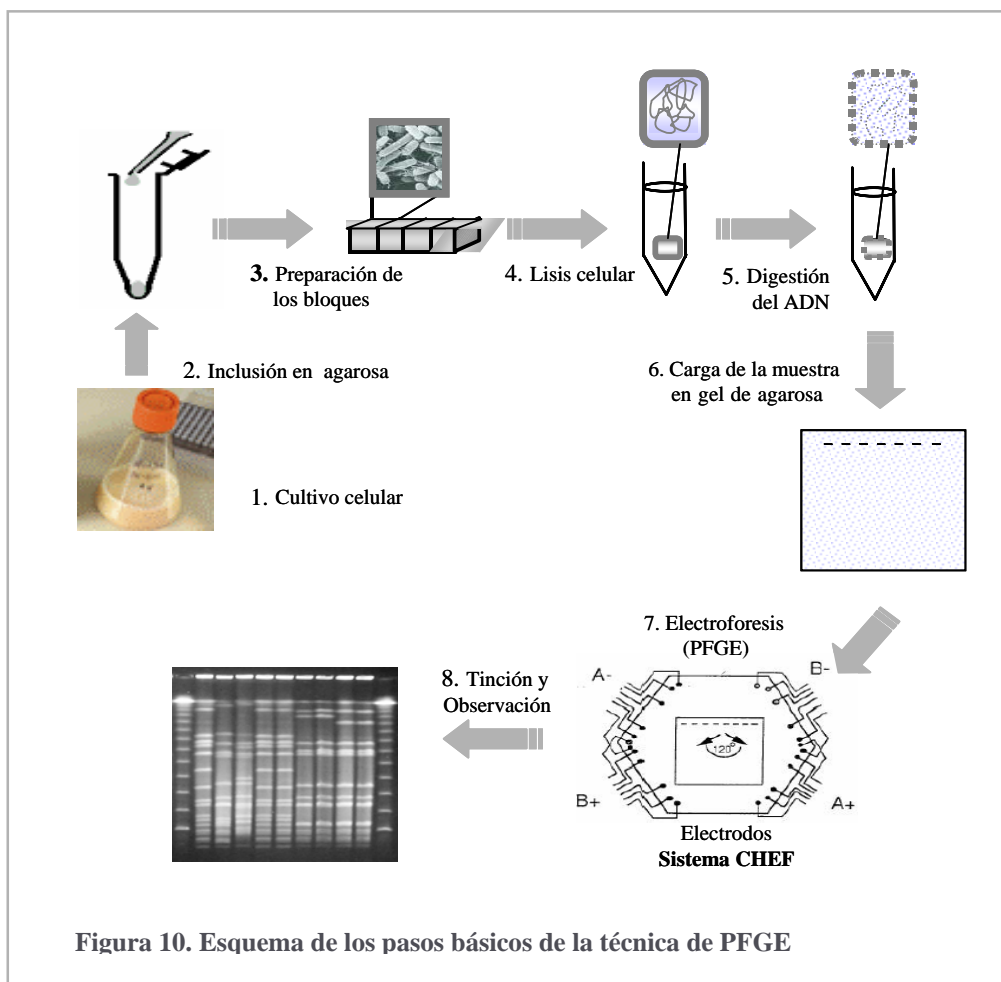 1. Cultivo celular
2. Inclusión en agarosa
3. Preparación de
los bloques
4. Lisis celular
5. Digestión
del ADN
6. Carga de la muestra
en gel de agarosa
7. Electroforesis
(PFGE)
A-
B-
120°
B+
A+
Electrodos
Sistema CHEF
8. Tinción y
Observación
Figura 10. Esquema de los pasos básicos de la técnica de PFGE